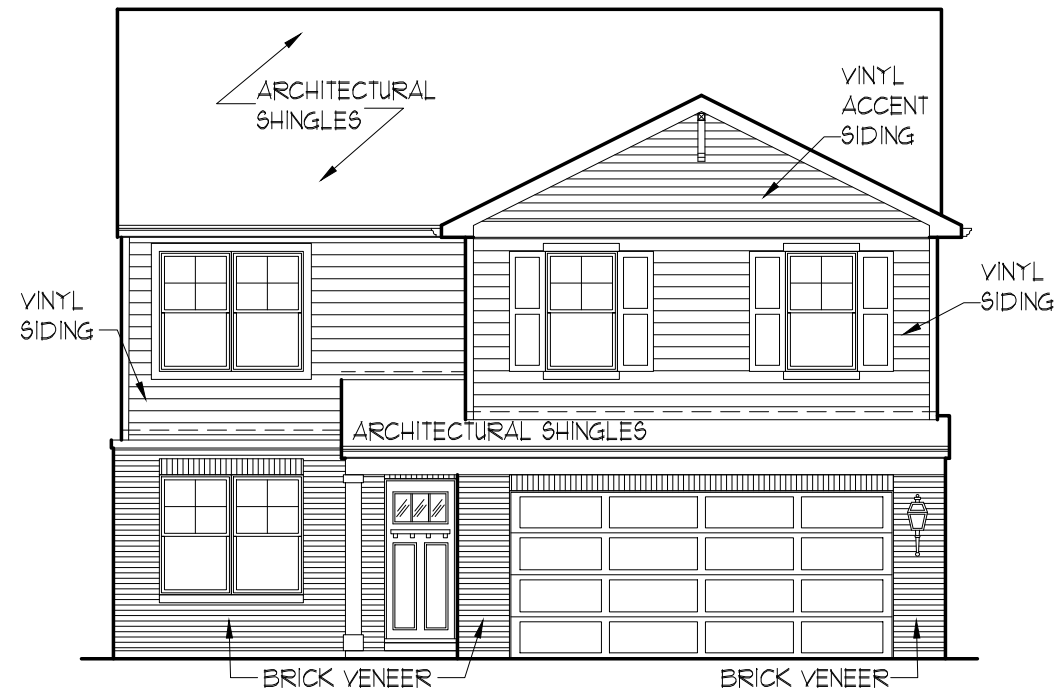 ARCHITECTURAL
SHINGLES
VINYL
ACCENT
SIDING
VINYL
SIDING
VINYL
SIDING
ARCHITECTURAL SHINGLES
BRICK VENEER
BRICK VENEER